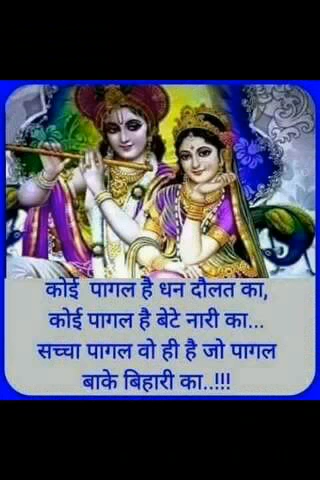 कोई पागल है धन दौलत का,
कोई पागल है बेटे नारी का...
सच्चा पागल वो ही है जो पागल
बाके बिहारी का..!!!